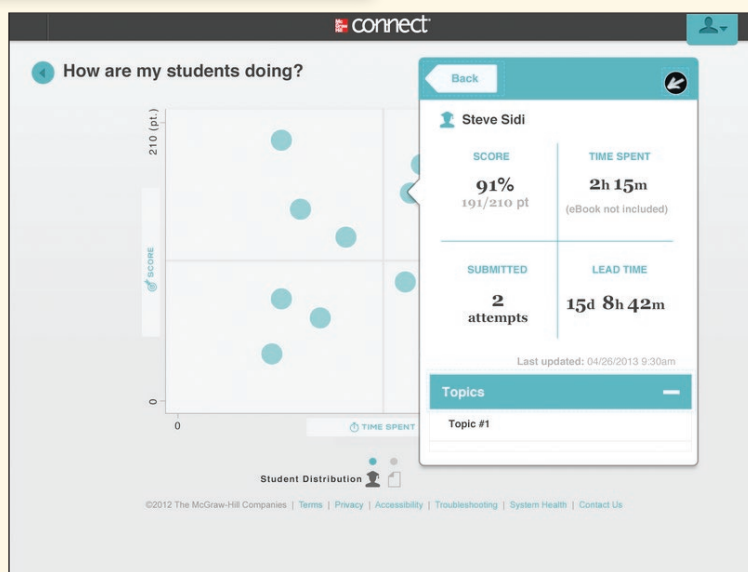 Mc Graw Hill connect
How are my students doing?
210 (pt.)
SCORE
0
0
TIME SPENT
Student Distribution
Back
Steve Sidi
SCORE
91%
191/210 pt
TIME SPENT
2h 15m
(eBook not included)
SUBMITTED
2
attempts
LEAD TIME
15d 8h 42m
Last updated: 04/26/2013 9:30am
Topics
Topic #1
©2012 The McGraw-Hill Companies | Terms | Privacy | Accessibility | Troubleshooting | System Health | Contact Us